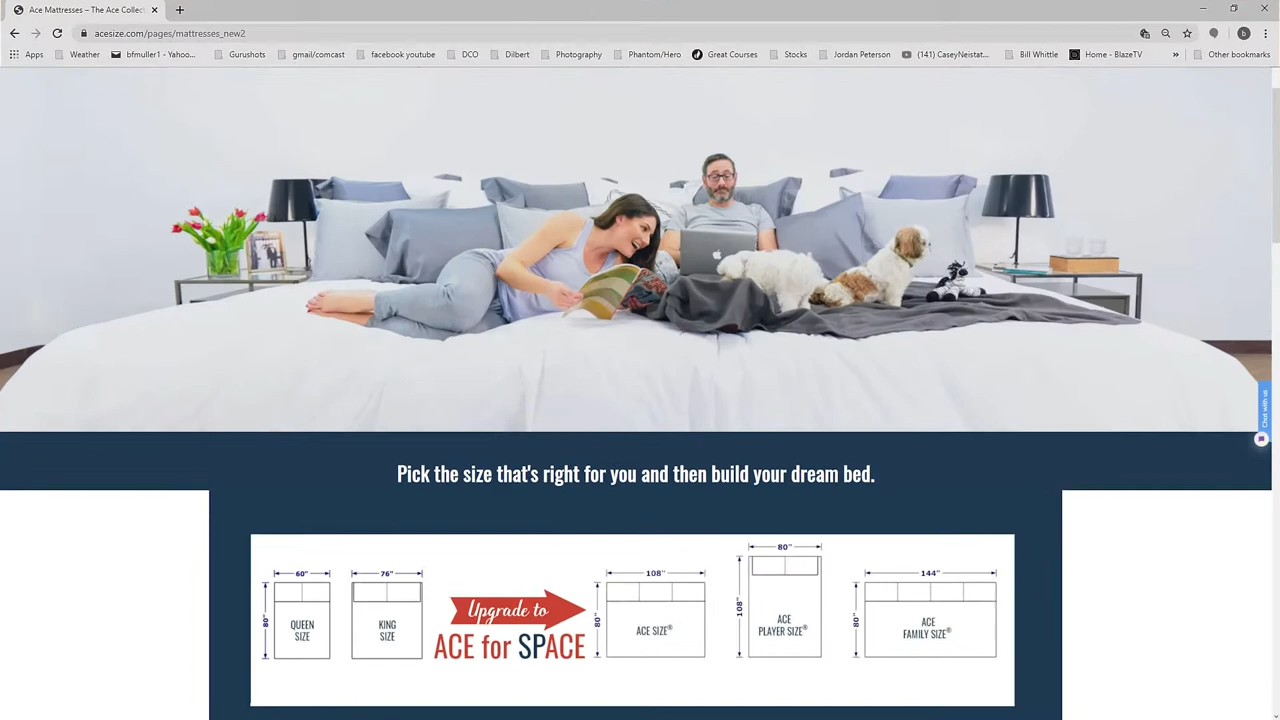 Ace Mattresses – The Ace Collec
acesize.com/pages/mattresses_new2
Apps Weather bfmuller1 - Yahoo... Gurushots gmail/comcast facebook youtube DCO Dilbert Photography Phantom/Hero Great Courses Stocks Jordan Peterson (141) CaseyNeistat... Bill Whittle Home - BlazeTV » Other bookmarks
Chat with us
Pick the size that's right for you and then build your dream bed.
60" 80" QUEEN
SIZE
76" KING
SIZE
Upgrade to
ACE for SPACE
108" 80" ACE SIZE®
80" 108" ACE
PLAYER SIZE®
144" 80" ACE
FAMILY SIZE®